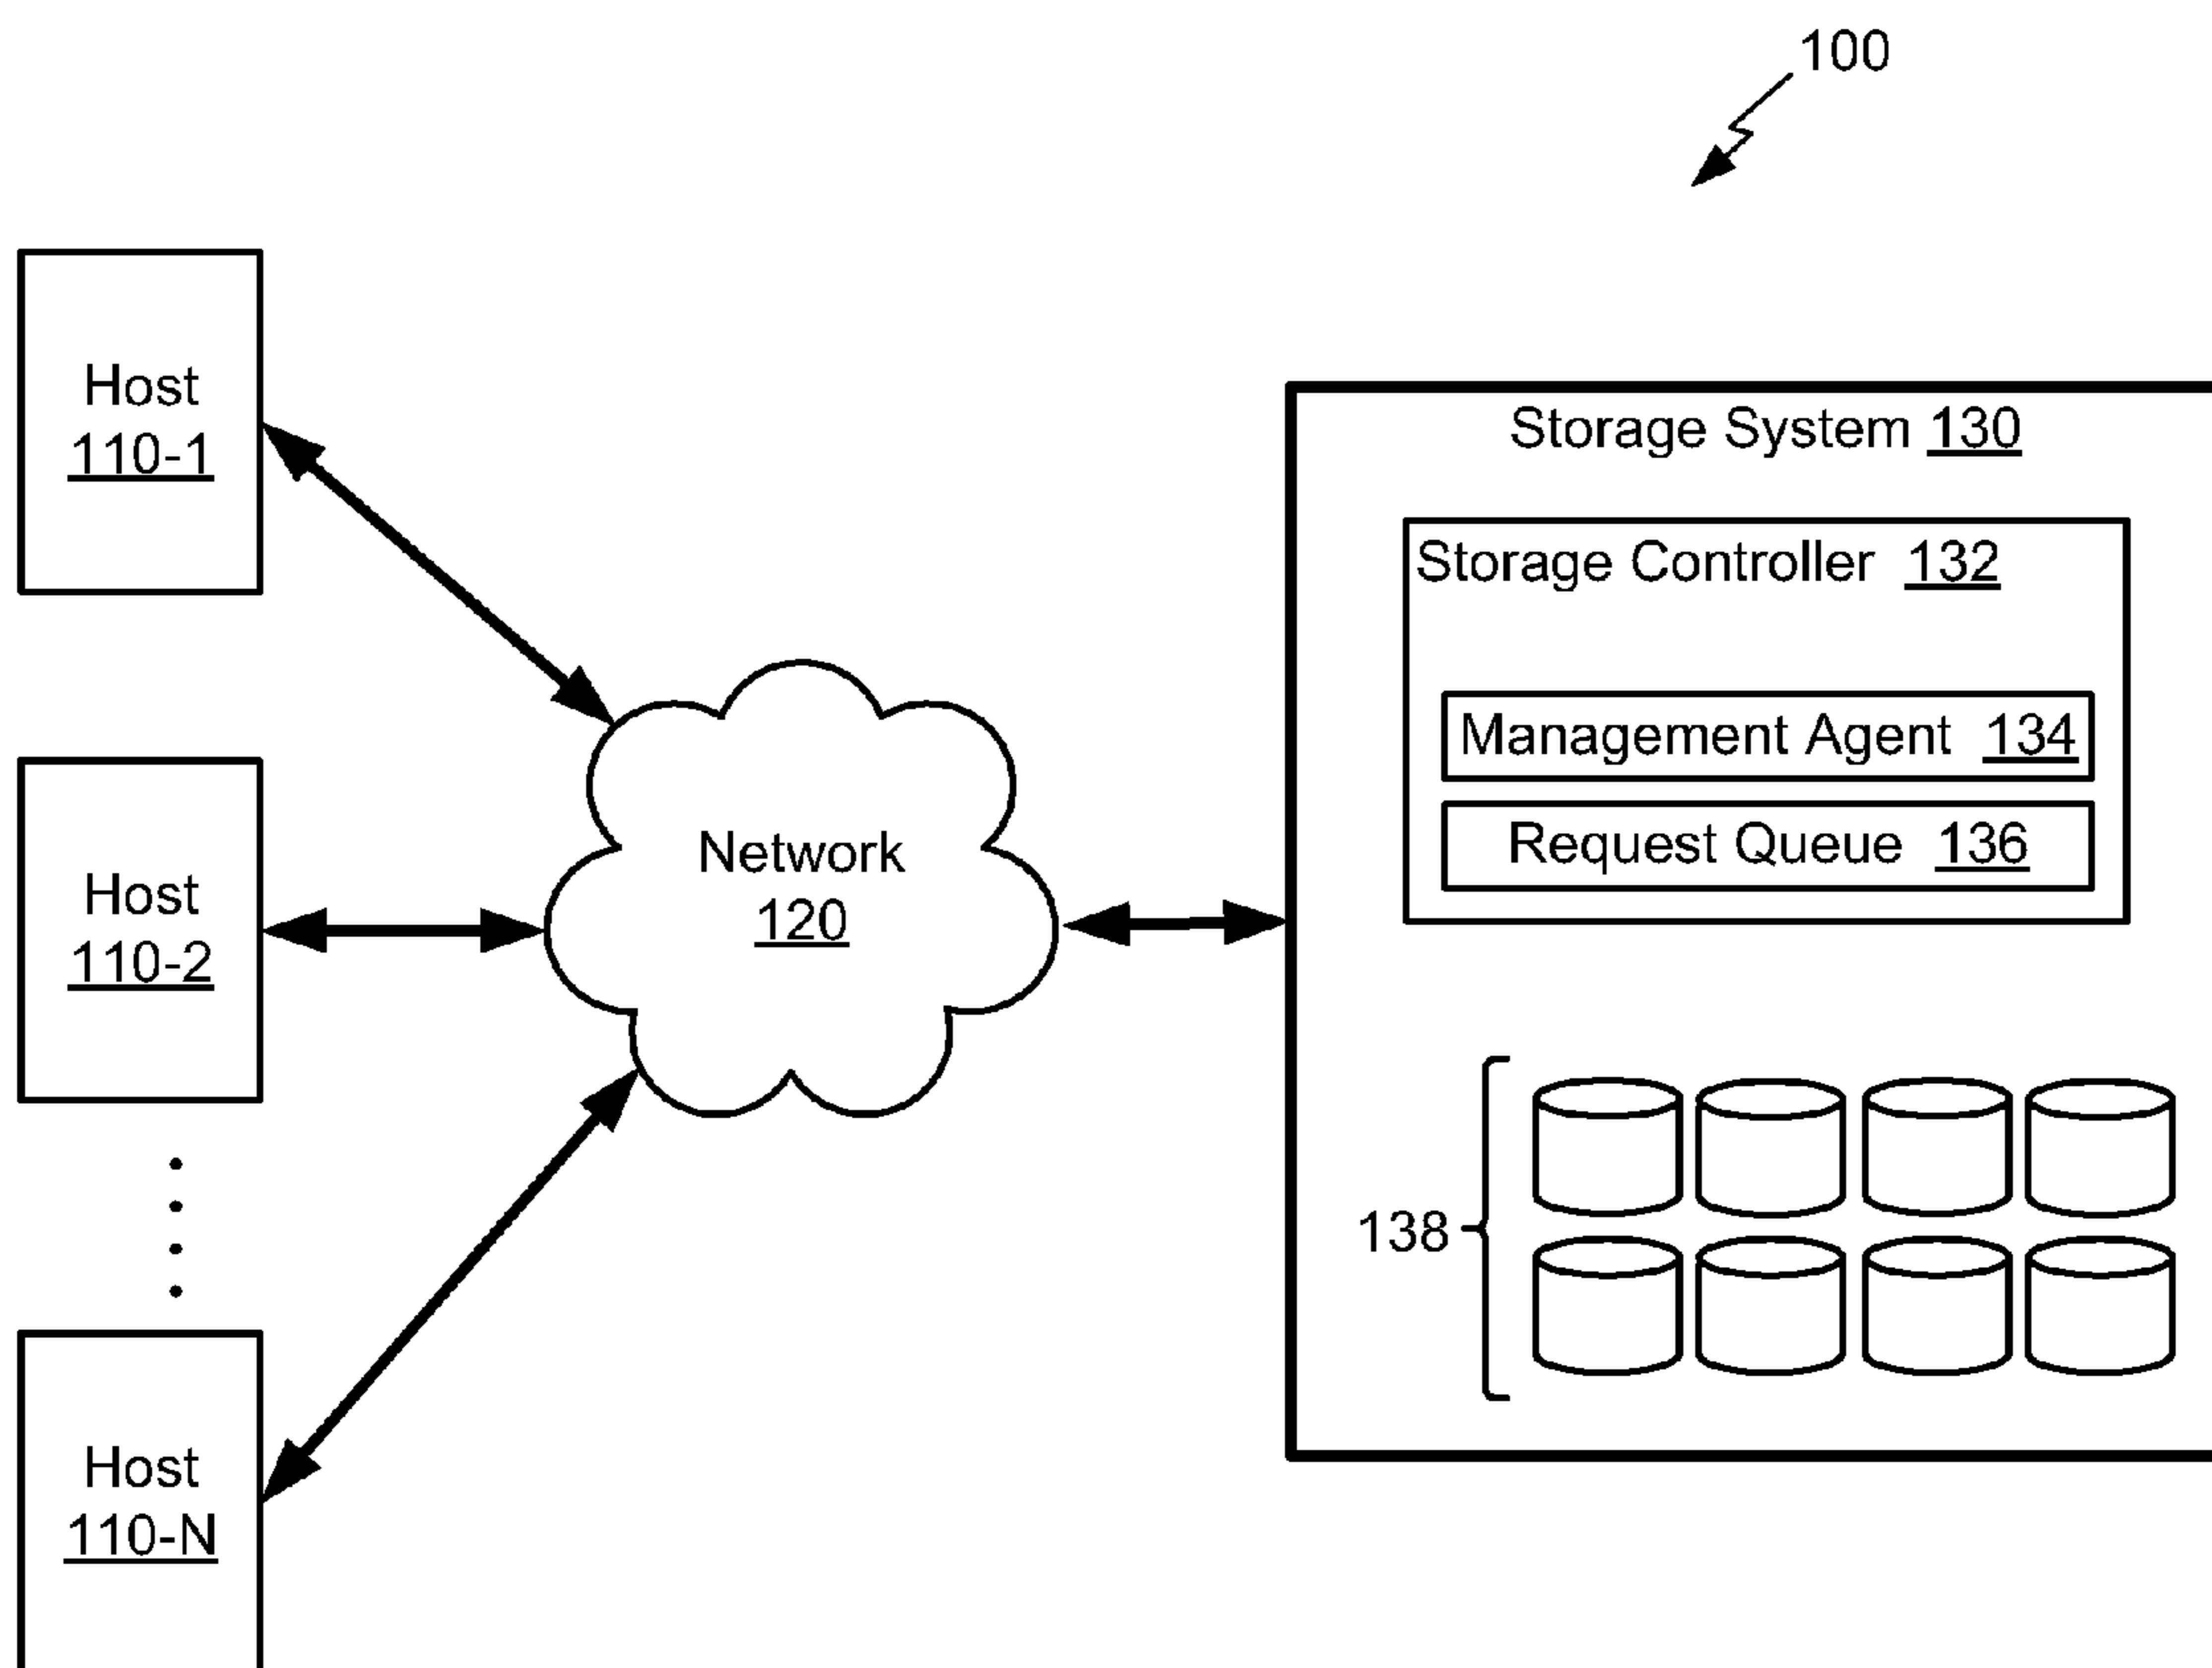 100
Host
110-1
Storage System 130
Storage Controller 132
Management Agent 134
Request Queue 136
Network
120
Host
110-2
138
Host
110-N